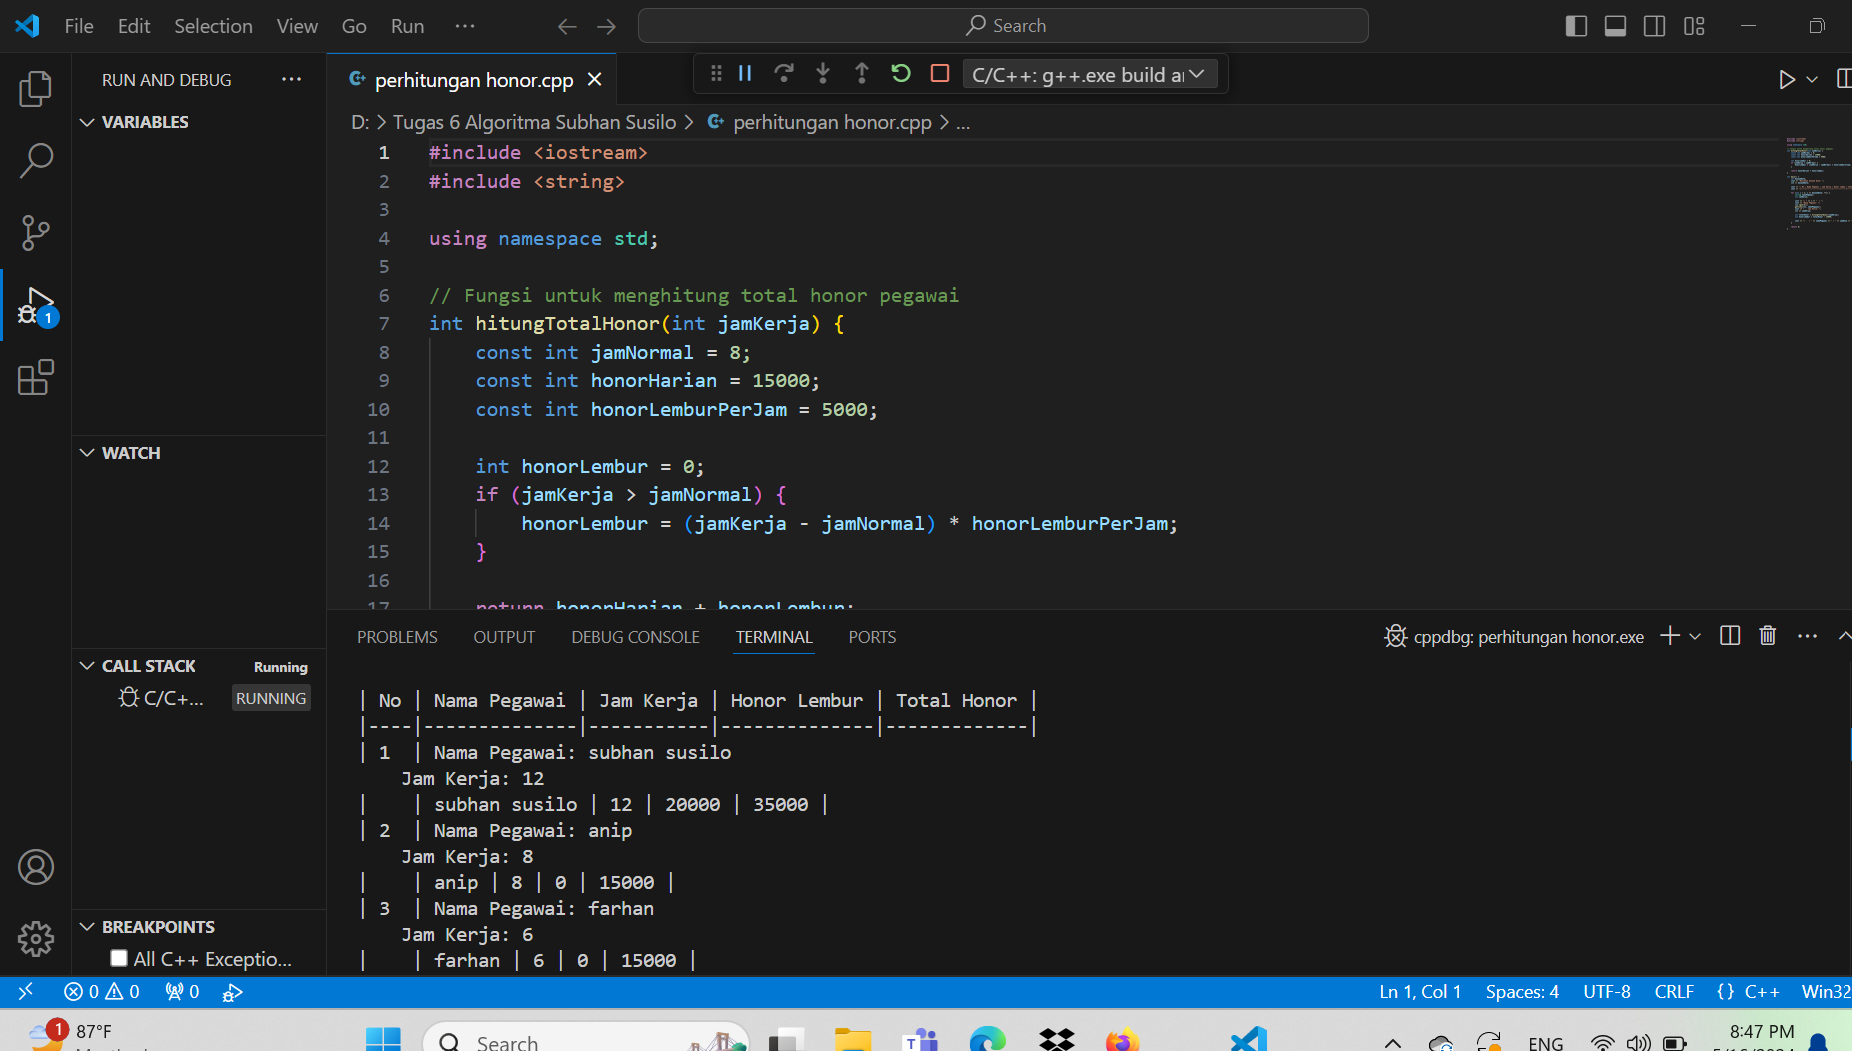 File Edit Selection View Go Run ··· Search
RUN AND DEBUG ···
perhitungan honor.cpp
C/C++: g++.exe build a
VARIABLES
D: > Tugas 6 Algoritma Subhan Susilo > perhitungan honor.cpp > ...
1 #include <iostream>
2 #include <string>
3
4 using namespace std;
5
6 // Fungsi untuk menghitung total honor pegawai
7 int hitungTotalHonor(int jamKerja) {
8 const int jamNormal = 8;
9 const int honorHarian = 15000;
10 const int honorLemburPerJam = 5000;
11
12 int honorLembur = 0;
13 if (jamKerja > jamNormal) {
14 honorLembur = (jamKerja - jamNormal) * honorLemburPerJam;
15 }
16
17 return honorHarian + honorLembur;
WATCH
CALL STACK Running
C/C+... RUNNING
BREAKPOINTS
All C++ Exceptio...
1
PROBLEMS OUTPUT DEBUG CONSOLE TERMINAL PORTS
cppdbg: perhitungan honor.exe
| No | Nama Pegawai | Jam Kerja | Honor Lembur | Total Honor |
|----|--------------|-----------|--------------|-------------|
| 1 | Nama Pegawai: subhan susilo
Jam Kerja: 12
| | subhan susilo | 12 | 20000 | 35000 |
| 2 | Nama Pegawai: anip
Jam Kerja: 8
| | anip | 8 | 0 | 15000 |
| 3 | Nama Pegawai: farhan
Jam Kerja: 6
| | farhan | 6 | 0 | 15000 |
0 0 0
Ln 1, Col 1 Spaces: 4 UTF-8 CRLF {} C++ Win32
1 87°F
Search
ENG
8:47 PM